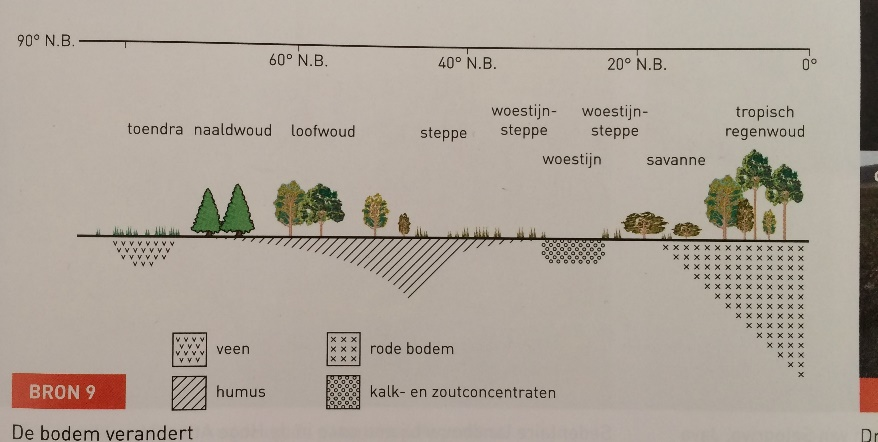 90° N.B.
60° N.B. 40° N.B. 20° N.B. 0°
woestijn-
steppe
woestijn-
steppe
tropisch
regenwoud
toendra naaldwoud loofwoud steppe
woestijn savanne
veen
rode bodem
humus
kalk- en zoutconcentraten
BRON 9
De bodem verandert